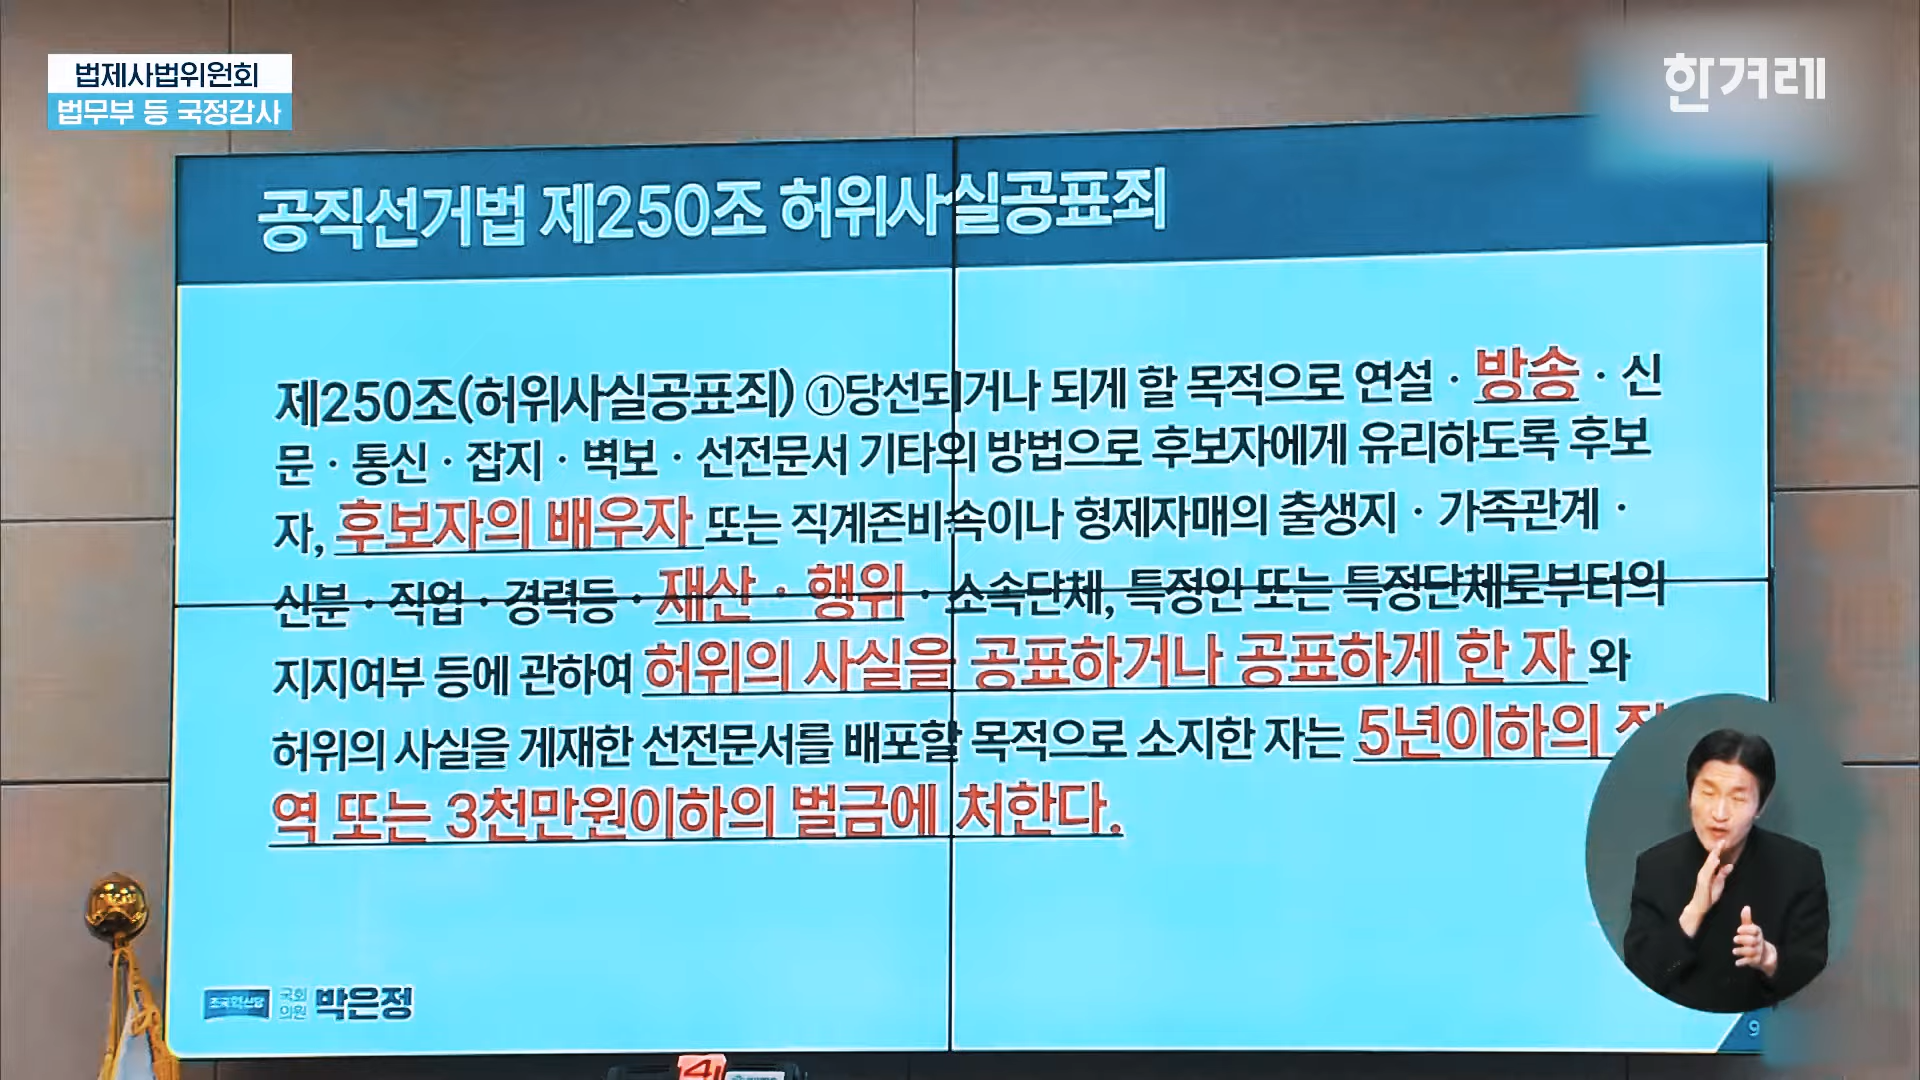 법제사법위원회
법무부 등 국정감사
한겨레
공직선거법 제250조 허위사실공표죄
제250조(허위사실공표죄) ①당선되거나 되게 할 목적으로 연설 · 방송 · 신
문 · 통신 · 잡지 · 벽보 · 선전문서 기타의 방법으로 후보자에게 유리하도록 후보
자, 후보자의 배우자 또는 직계존비속이나 형제자매의 출생지 · 가족관계 ·
신분 · 직업 · 경력등 · 재산 · 행위 · 소속단체, 특정인 또는 특정단체로부터의
지지여부 등에 관하여 허위의 사실을 공표하거나 공표하게 한 자 와
허위의 사실을 게재한 선전문서를 배포할 목적으로 소지한 자는 5년이하의
역 또는 3천만원이하의 벌금에 처한다.
조국혁신당 국회의원 박은정
9
4